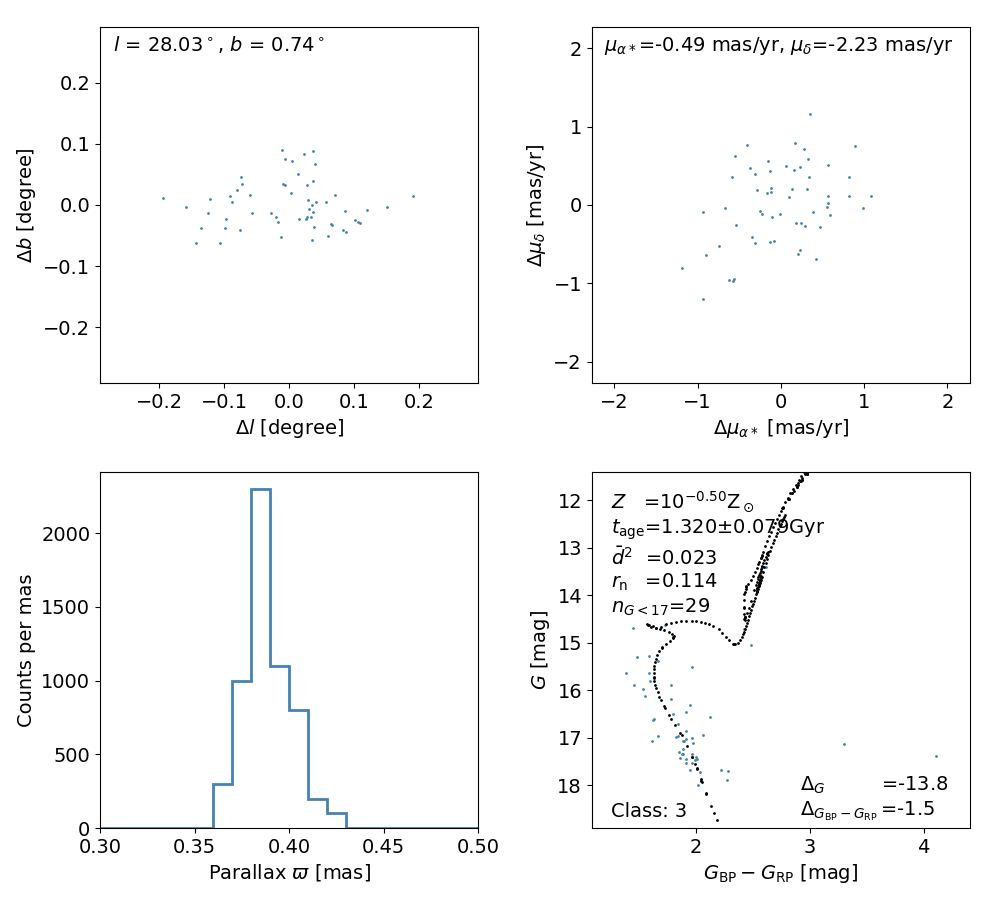 l = 28.03°, b = 0.74°
0.2
0.1
0.0
−0.1
−0.2
Δb [degree]
−0.2 −0.1 0.0 0.1 0.2
Δl [degree]
μα∗=-0.49 mas/yr, μδ=-2.23 mas/yr
2
1
0
−1
−2
Δμδ [mas/yr]
−2 −1 0 1 2
Δμα∗ [mas/yr]
2000
1500
1000
500
0
Counts per mas
0.30 0.35 0.40 0.45 0.50
Parallax ϖ [mas]
Z =10^−0.50 Z⊙
tage=1.320±0.079Gyr
d̄² =0.023
rn =0.114
nG<17=29
12
13
14
15
16
17
18
G [mag]
ΔG =-13.8
ΔGBP−GRP=-1.5
Class: 3
2 3 4
GBP − GRP [mag]